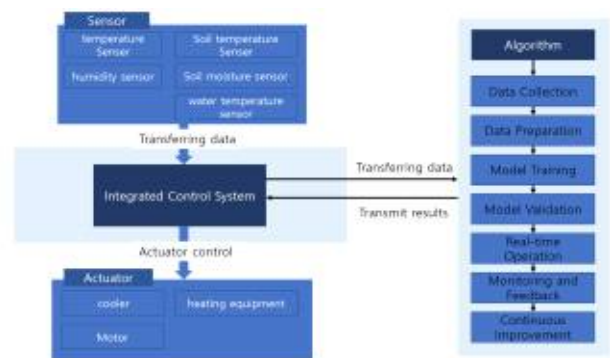 Sensor
temperature Senser
Soil temperature Senser
humidity sensor
Soil moisture sensor
water temperature sensor
Transferring data
Integrated Control System
Transferring data
Transmit results
Actuator control
Actuator
cooler
heating equipment
Motor
Algorithm
Data Collection
Data Preparation
Model Training
Model Validation
Real-time Operation
Monitoring and Feedback
Continuous Improvement